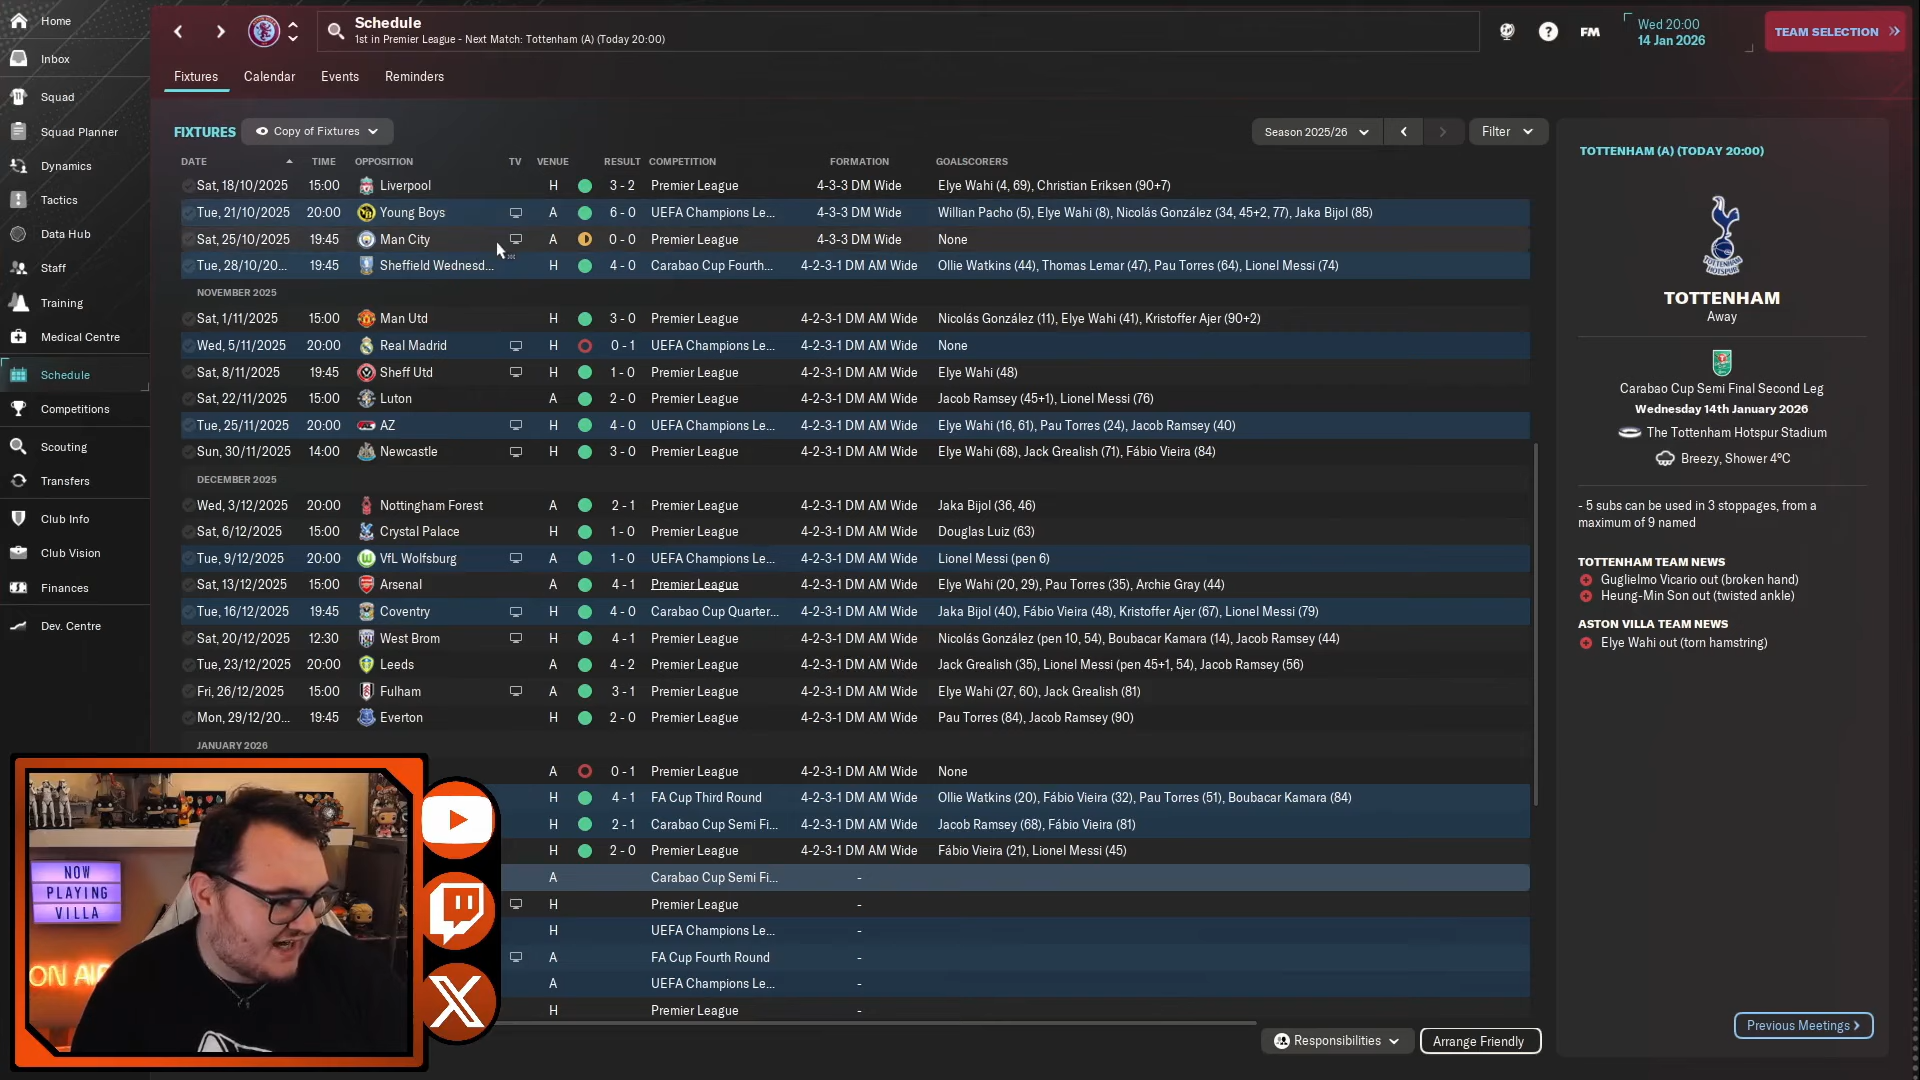 Home
Schedule
1st in Premier League - Next Match: Tottenham (A) (Today 20:00)
FM
Wed 20:00
14 Jan 2026
TEAM SELECTION
Inbox
Squad
Squad Planner
Dynamics
Tactics
Data Hub
Staff
Training
Medical Centre
Schedule
Competitions
Scouting
Transfers
Club Info
Club Vision
Finances
Dev. Centre
Fixtures Calendar Events Reminders
FIXTURES Copy of Fixtures Season 2025/26 Filter
DATE TIME OPPOSITION TV VENUE RESULT COMPETITION FORMATION GOALSCORERS
Sat, 18/10/2025 15:00 Liverpool H 3 - 2 Premier League 4-3-3 DM Wide Elye Wahi (4, 69), Christian Eriksen (90+7)
Tue, 21/10/2025 20:00 Young Boys A 6 - 0 UEFA Champions Le... 4-3-3 DM Wide Willian Pacho (5), Elye Wahi (8), Nicolás González (34, 45+2, 77), Jaka Bijol (85)
Sat, 25/10/2025 19:45 Man City A 0 - 0 Premier League 4-3-3 DM Wide None
Tue, 28/10/20... 19:45 Sheffield Wednesd... H 4 - 0 Carabao Cup Fourth... 4-2-3-1 DM AM Wide Ollie Watkins (44), Thomas Lemar (47), Pau Torres (64), Lionel Messi (74)
NOVEMBER 2025
Sat, 1/11/2025 15:00 Man Utd H 3 - 0 Premier League 4-2-3-1 DM AM Wide Nicolás González (11), Elye Wahi (41), Kristoffer Ajer (90+2)
Wed, 5/11/2025 20:00 Real Madrid H 0 - 1 UEFA Champions Le... 4-2-3-1 DM AM Wide None
Sat, 8/11/2025 19:45 Sheff Utd H 1 - 0 Premier League 4-2-3-1 DM AM Wide Elye Wahi (48)
Sat, 22/11/2025 15:00 Luton A 2 - 0 Premier League 4-2-3-1 DM AM Wide Jacob Ramsey (45+1), Lionel Messi (76)
Tue, 25/11/2025 20:00 AZ H 4 - 0 UEFA Champions Le... 4-2-3-1 DM AM Wide Elye Wahi (16, 61), Pau Torres (24), Jacob Ramsey (40)
Sun, 30/11/2025 14:00 Newcastle H 3 - 0 Premier League 4-2-3-1 DM AM Wide Elye Wahi (68), Jack Grealish (71), Fábio Vieira (84)
DECEMBER 2025
Wed, 3/12/2025 20:00 Nottingham Forest A 2 - 1 Premier League 4-2-3-1 DM AM Wide Jaka Bijol (36, 46)
Sat, 6/12/2025 15:00 Crystal Palace H 1 - 0 Premier League 4-2-3-1 DM AM Wide Douglas Luiz (63)
Tue, 9/12/2025 20:00 VfL Wolfsburg A 1 - 0 UEFA Champions Le... 4-2-3-1 DM AM Wide Lionel Messi (pen 6)
Sat, 13/12/2025 15:00 Arsenal A 4 - 1 Premier League 4-2-3-1 DM AM Wide Elye Wahi (20, 29), Pau Torres (35), Archie Gray (44)
Tue, 16/12/2025 19:45 Coventry H 4 - 0 Carabao Cup Quarter... 4-2-3-1 DM AM Wide Jaka Bijol (40), Fábio Vieira (48), Kristoffer Ajer (67), Lionel Messi (79)
Sat, 20/12/2025 12:30 West Brom H 4 - 1 Premier League 4-2-3-1 DM AM Wide Nicolás González (pen 10, 54), Boubacar Kamara (14), Jacob Ramsey (44)
Tue, 23/12/2025 20:00 Leeds A 4 - 2 Premier League 4-2-3-1 DM AM Wide Jack Grealish (35), Lionel Messi (pen 45+1, 54), Jacob Ramsey (56)
Fri, 26/12/2025 15:00 Fulham A 3 - 1 Premier League 4-2-3-1 DM AM Wide Elye Wahi (27, 60), Jack Grealish (81)
Mon, 29/12/20... 19:45 Everton H 2 - 0 Premier League 4-2-3-1 DM AM Wide Pau Torres (84), Jacob Ramsey (90)
JANUARY 2026
A 0 - 1 Premier League 4-2-3-1 DM AM Wide None
H 4 - 1 FA Cup Third Round 4-2-3-1 DM AM Wide Ollie Watkins (20), Fábio Vieira (32), Pau Torres (51), Boubacar Kamara (84)
H 2 - 1 Carabao Cup Semi Fi... 4-2-3-1 DM AM Wide Jacob Ramsey (68), Fábio Vieira (81)
H 2 - 0 Premier League 4-2-3-1 DM AM Wide Fábio Vieira (21), Lionel Messi (45)
A Carabao Cup Semi Fi... -
H Premier League -
H UEFA Champions Le... -
A FA Cup Fourth Round -
A UEFA Champions Le... -
H Premier League -
Responsibilities Arrange Friendly
TOTTENHAM (A) (TODAY 20:00)
TOTTENHAM
HOTSPUR
TOTTENHAM
Away
Carabao Cup Semi Final Second Leg
Wednesday 14th January 2026
The Tottenham Hotspur Stadium
Breezy, Shower 4ºC
- 5 subs can be used in 3 stoppages, from a
maximum of 9 named
TOTTENHAM TEAM NEWS
Guglielmo Vicario out (broken hand)
Heung-Min Son out (twisted ankle)
ASTON VILLA TEAM NEWS
Elye Wahi out (torn hamstring)
Previous Meetings
NOW
PLAYING
VILLA
ON AIR